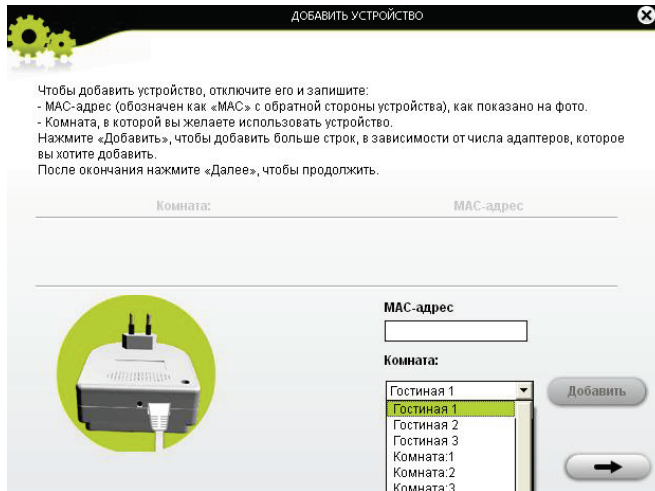 ДОБАВИТЬ УСТРОЙСТВО
Чтобы добавить устройство, отключите его и запишите:
- MAC-адрес (обозначен как «MAC» с обратной стороны устройства), как показано на фото.
- Комната, в которой вы желаете использовать устройство.
Нажмите «Добавить», чтобы добавить больше строк, в зависимости от числа адаптеров, которое
вы хотите добавить.
После окончания нажмите «Далее», чтобы продолжить.
Комната: MAC-адрес
MAC-адрес
Комната:
Гостиная 1 Добавить
Гостиная 1
Гостиная 2
Гостиная 3
Комната:1
Комната:2
Комната:3